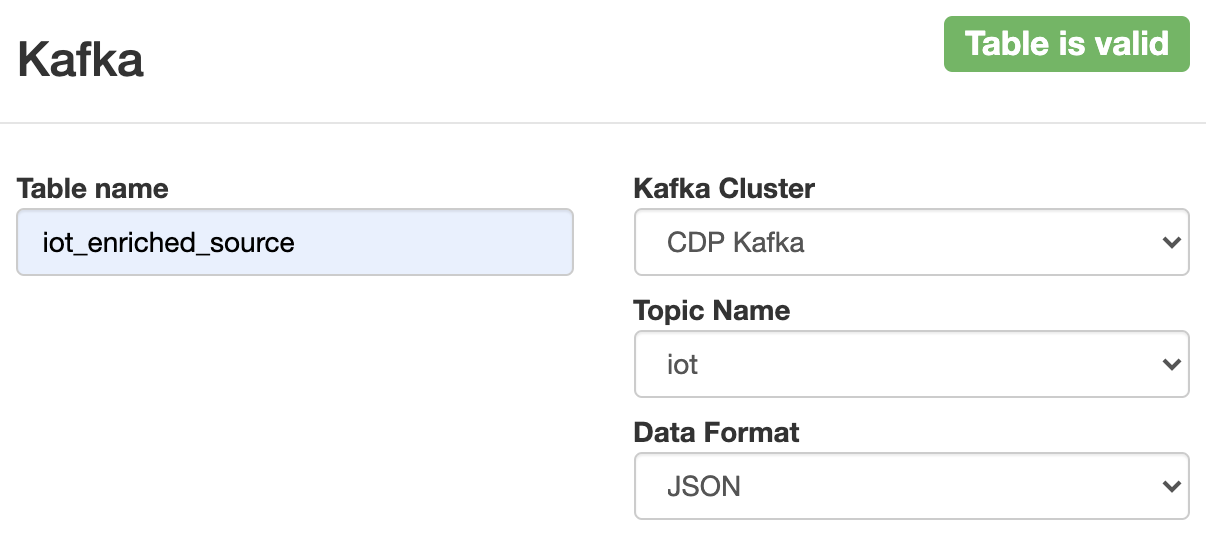 Kafka
Table is valid
Table name
iot_enriched_source
Kafka Cluster
CDP Kafka
Topic Name
iot
Data Format
JSON